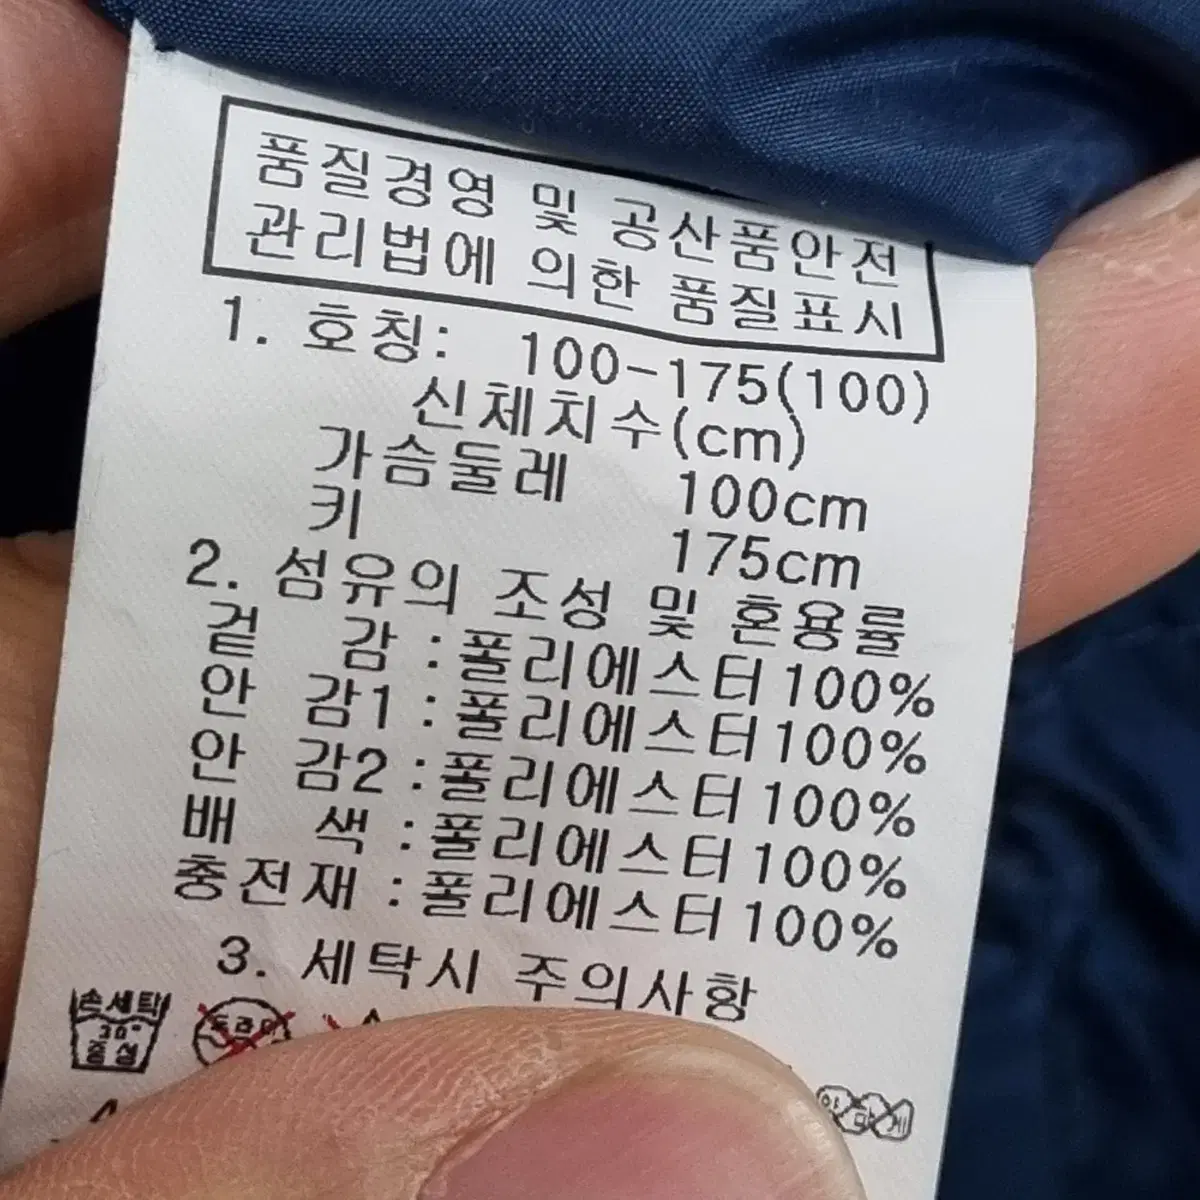 품질경영 및 공산품안전
관리법에 의한 품질표시
1. 호칭: 100-175(100)
신체치수(cm)
가슴둘레 100cm
키 175cm
2. 섬유의 조성 및 혼용률
겉 감 : 폴리에스터100%
안 감1 : 폴리에스터100%
안 감2 : 폴리에스터100%
배 색 : 폴리에스터100%
충전재 : 폴리에스터100%
3. 세탁시 주의사항
손세탁
30°
중성